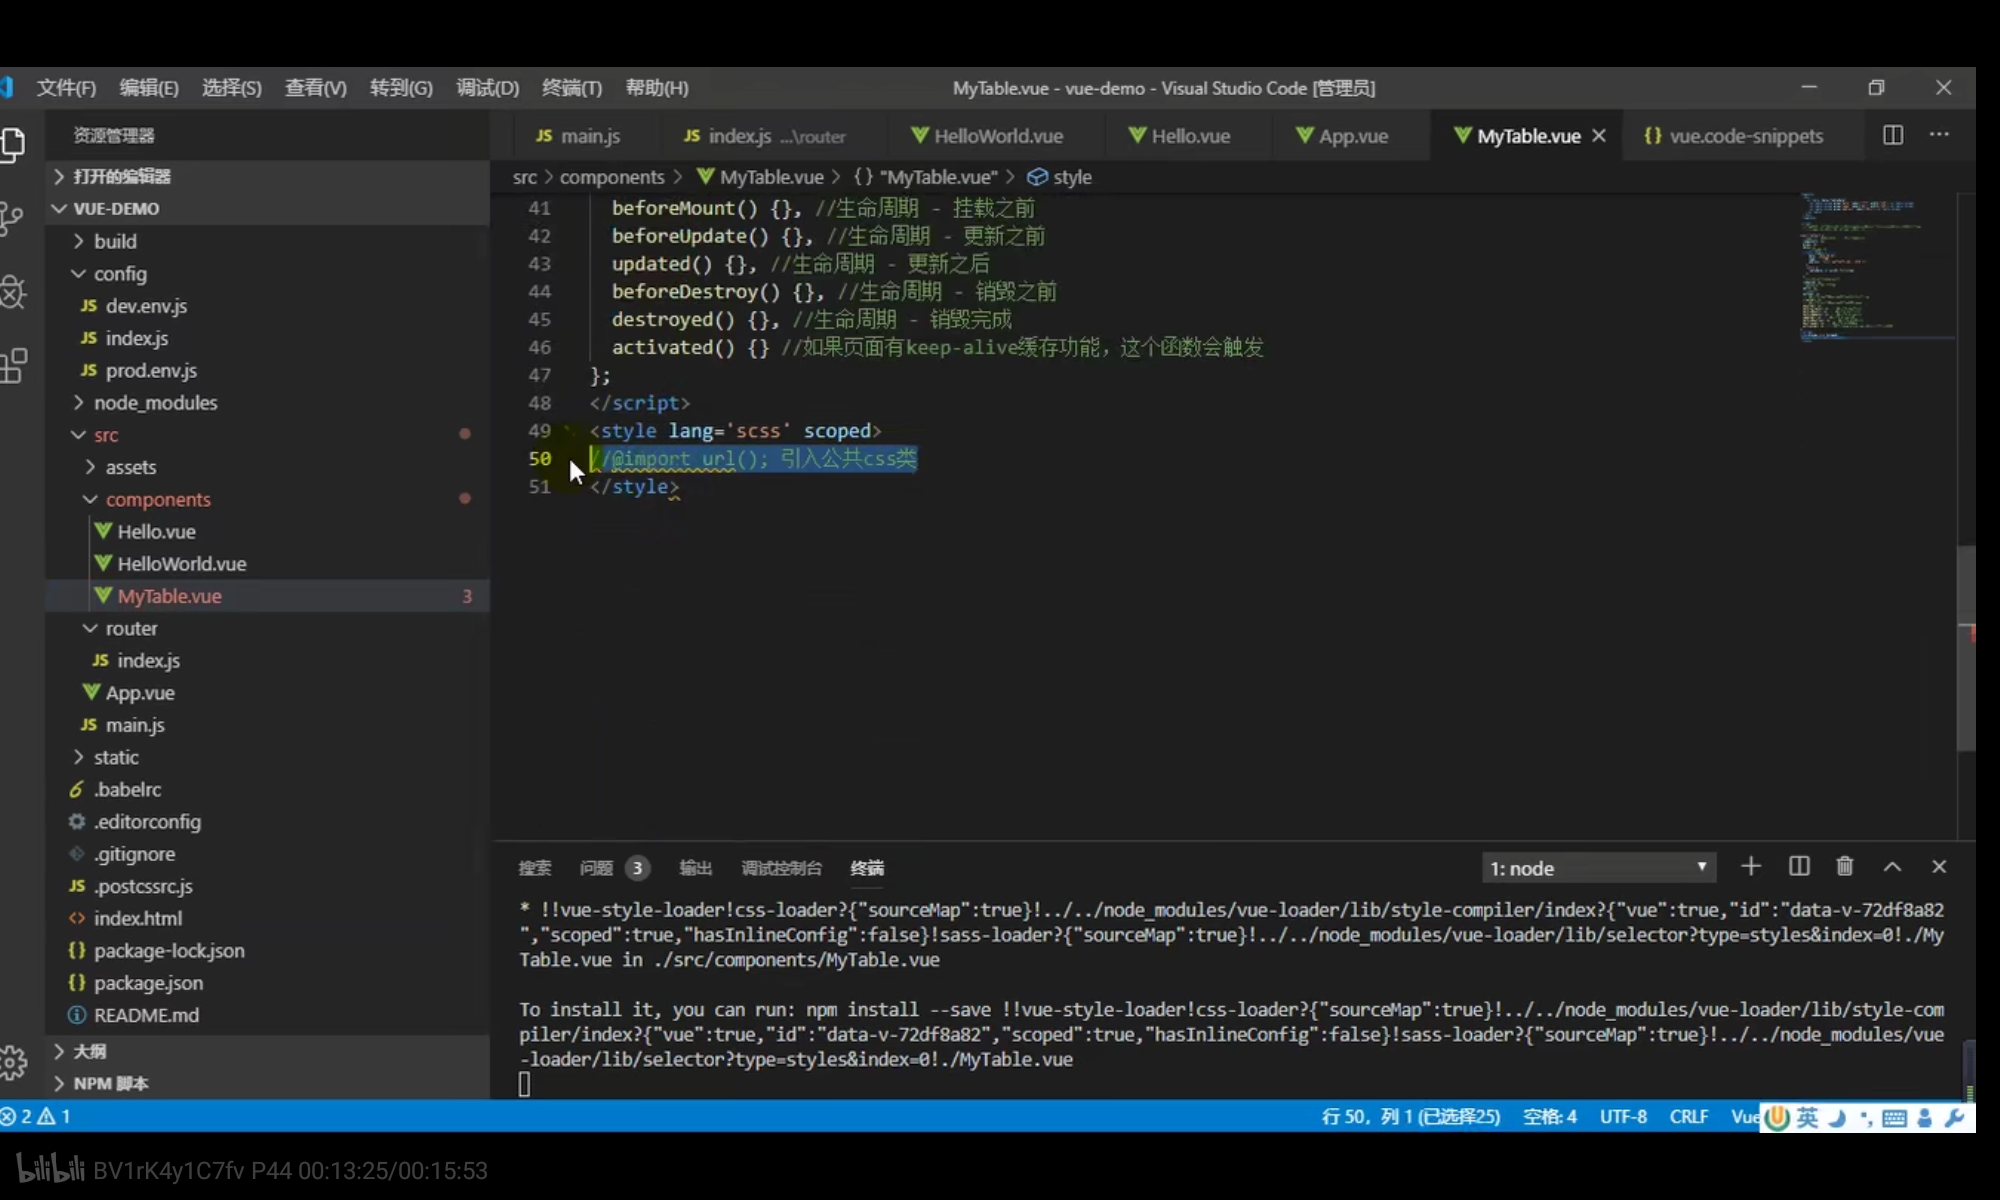 文件(F) 编辑(E) 选择(S) 查看(V) 转到(G) 调试(D) 终端(T) 帮助(H) MyTable.vue - vue-demo - Visual Studio Code [管理员]
资源管理器
打开的编辑器
VUE-DEMO
build
config
JS dev.env.js
JS index.js
JS prod.env.js
node_modules
src
assets
components
Hello.vue
HelloWorld.vue
MyTable.vue 3
router
JS index.js
App.vue
JS main.js
static
.babelrc
.editorconfig
.gitignore
JS .postcssrc.js
index.html
{} package-lock.json
{} package.json
README.md
大纲
NPM 脚本
JS main.js JS index.js ...\router HelloWorld.vue Hello.vue App.vue MyTable.vue {} vue.code-snippets
src > components > MyTable.vue > {} "MyTable.vue" > style
41 beforeMount() {}, //生命周期 - 挂载之前
42 beforeUpdate() {}, //生命周期 - 更新之前
43 updated() {}, //生命周期 - 更新之后
44 beforeDestroy() {}, //生命周期 - 销毁之前
45 destroyed() {}, //生命周期 - 销毁完成
46 activated() {} //如果页面有keep-alive缓存功能，这个函数会触发
47 };
48 </script>
49 <style lang='scss' scoped>
50 //@import url(); 引入公共css类
51 </style>
搜索 问题 3 输出 调试控制台 终端 1: node
* !!vue-style-loader!css-loader?{"sourceMap":true}!../../node_modules/vue-loader/lib/style-compiler/index?{"vue":true,"id":"data-v-72df8a82
","scoped":true,"hasInlineConfig":false}!sass-loader?{"sourceMap":true}!../../node_modules/vue-loader/lib/selector?type=styles&index=0!./My
Table.vue in ./src/components/MyTable.vue
To install it, you can run: npm install --save !!vue-style-loader!css-loader?{"sourceMap":true}!../../node_modules/vue-loader/lib/style-com
piler/index?{"vue":true,"id":"data-v-72df8a82","scoped":true,"hasInlineConfig":false}!sass-loader?{"sourceMap":true}!../../node_modules/vue
-loader/lib/selector?type=styles&index=0!./MyTable.vue
2 1 行 50，列 1 (已选择25) 空格: 4 UTF-8 CRLF Vue 英
bilibili BV1rK4y1C7fv P44 00:13:25/00:15:53